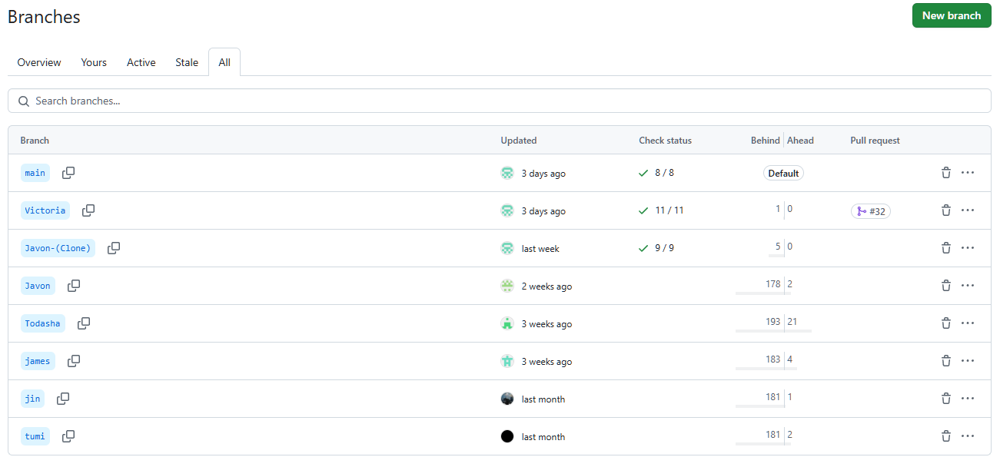 Branches
New branch
Overview Yours Active Stale All
Search branches...
Branch Updated Check status Behind Ahead Pull request
main 3 days ago 8 / 8 Default
Victoria 3 days ago 11 / 11 1 0 #32
Javon-(Clone) last week 9 / 9 5 0
Javon 2 weeks ago 178 2
Todasha 3 weeks ago 193 21
james 3 weeks ago 183 4
jin last month 181 1
tumi last month 181 2